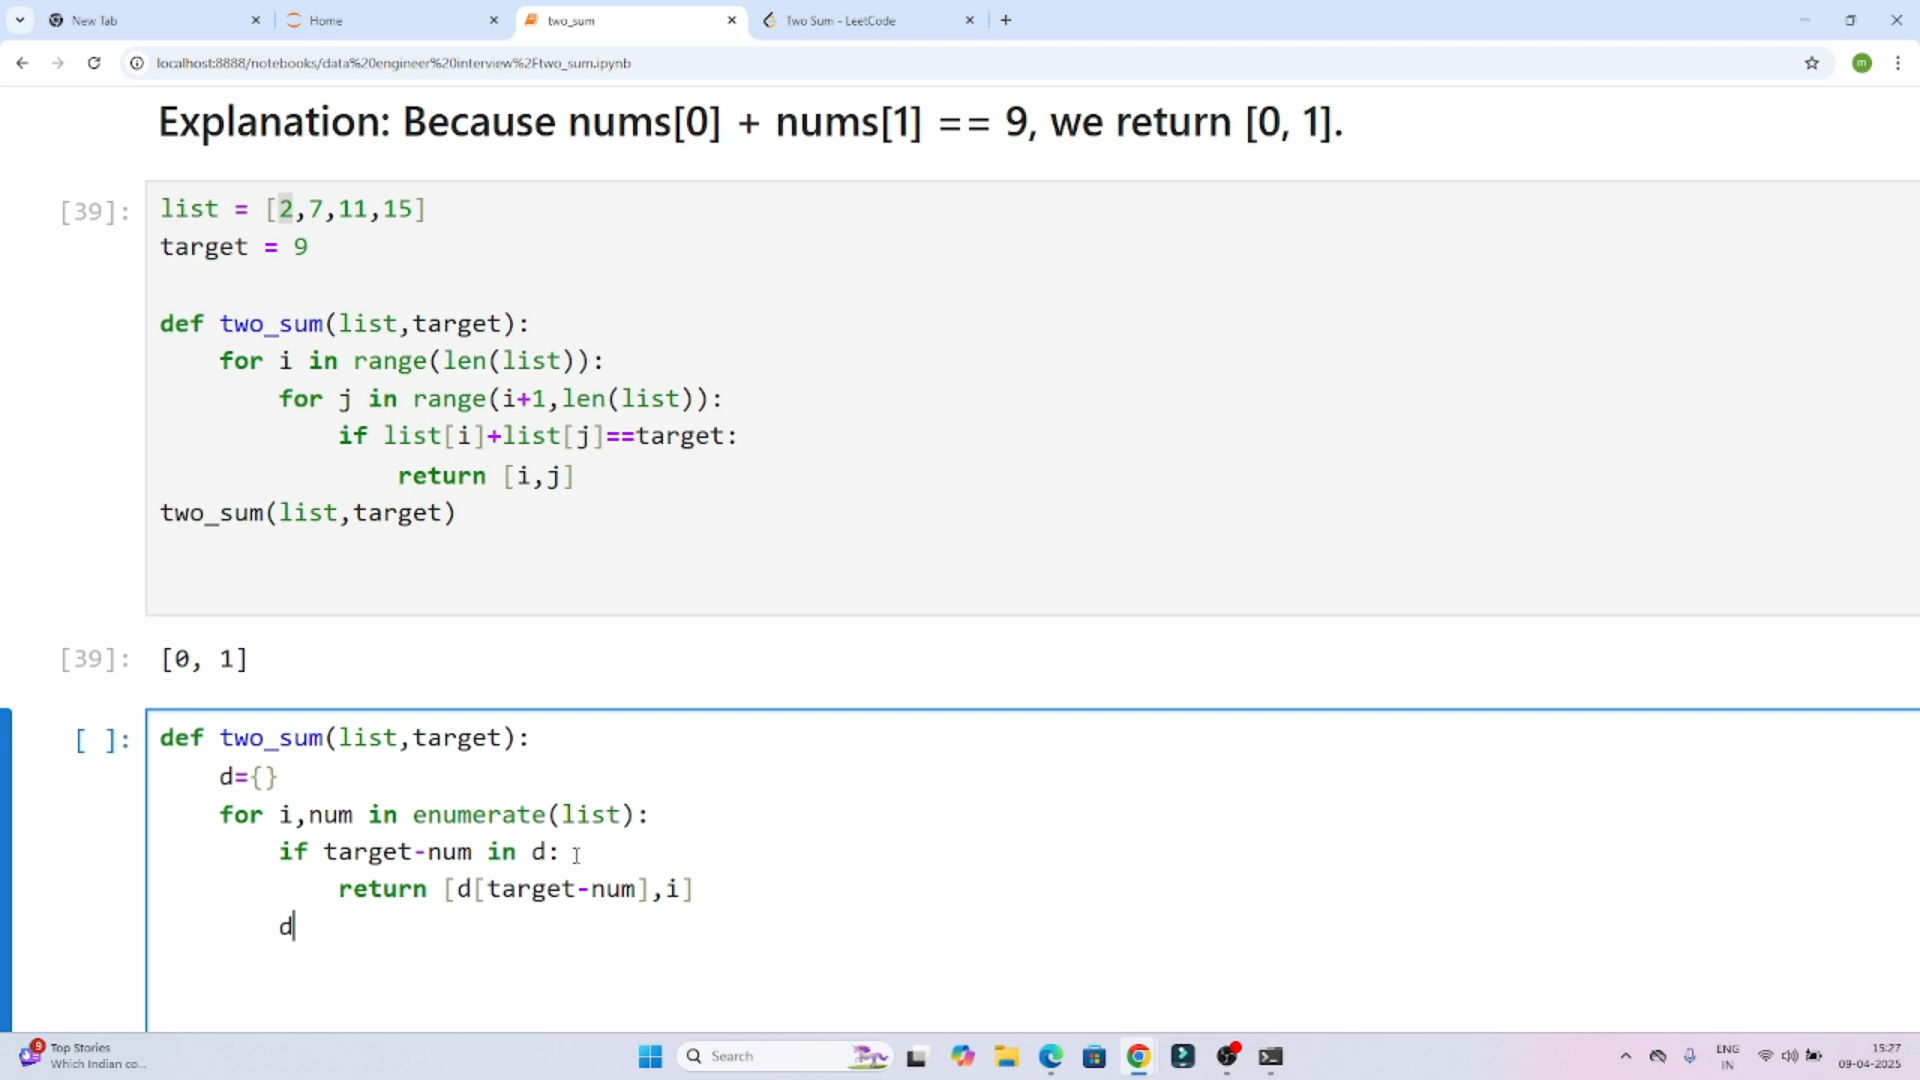 New Tab
Home
two_sum
Two Sum - LeetCode
localhost:8888/notebooks/data%20engineer%20interview%2Ftwo_sum.ipynb
m
Explanation: Because nums[0] + nums[1] == 9, we return [0, 1].
[39]:
list = [2,7,11,15]
target = 9
def two_sum(list,target):
    for i in range(len(list)):
        for j in range(i+1,len(list)):
            if list[i]+list[j]==target:
                return [i,j]
two_sum(list,target)
[39]: [0, 1]
[ ]:
def two_sum(list,target):
    d={}
    for i,num in enumerate(list):
        if target-num in d:
            return [d[target-num],i]
        d
9
Top Stories
Which Indian co...
Search
ENG
IN
15:27
09-04-2025